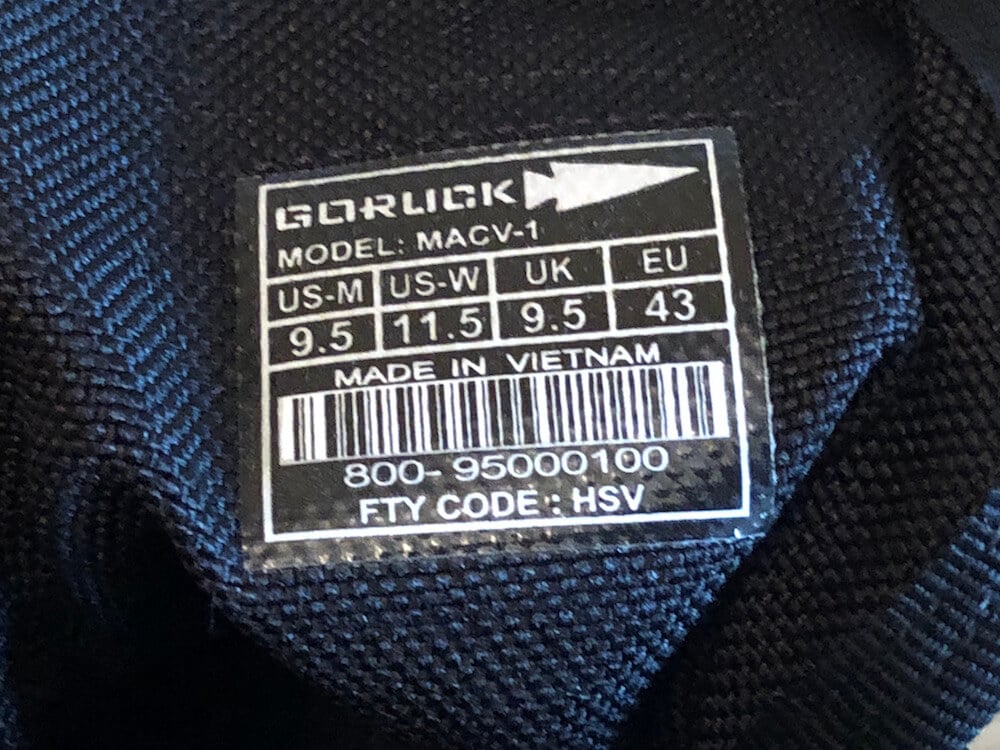 GORUCK
MODEL: MACV-1
US-M US-W UK EU
9.5 11.5 9.5 43
MADE IN VIETNAM
800-95000100
FTY CODE : HSV